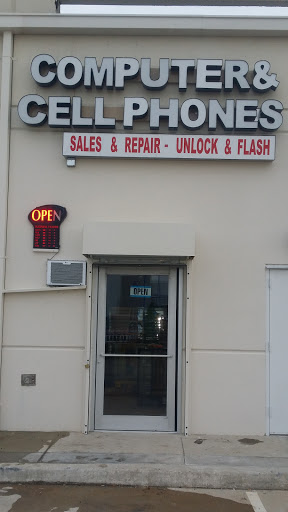 COMPUTER &
CELL PHONES
SALES & REPAIR - UNLOCK & FLASH
OPEN
OPEN